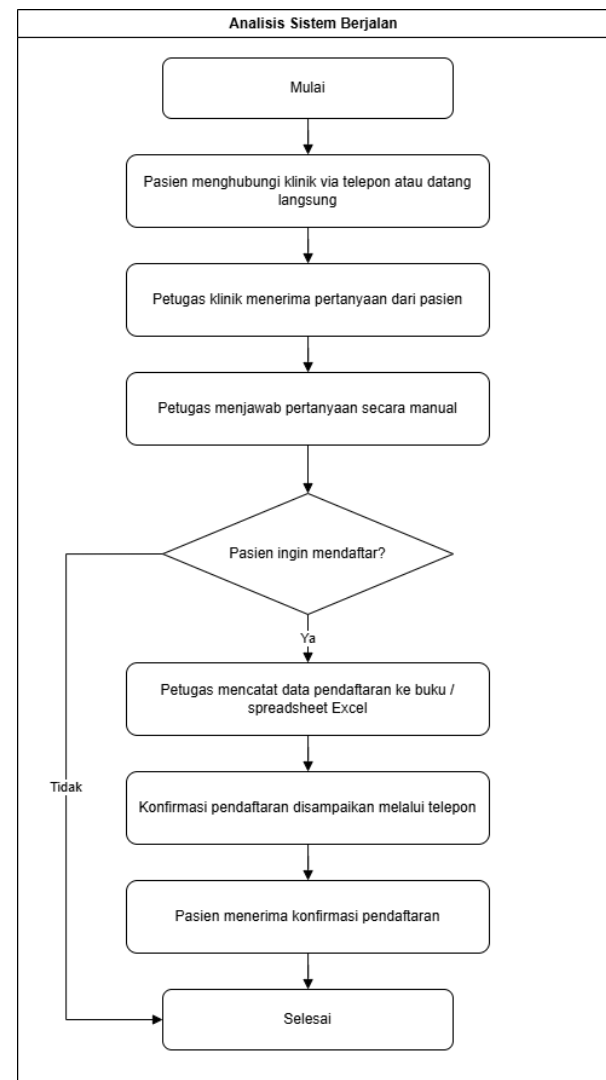 Analisis Sistem Berjalan
Mulai
Pasien menghubungi klinik via telepon atau datang
langsung
Petugas klinik menerima pertanyaan dari pasien
Petugas menjawab pertanyaan secara manual
Pasien ingin mendaftar?
Ya
Petugas mencatat data pendaftaran ke buku /
spreadsheet Excel
Tidak
Konfirmasi pendaftaran disampaikan melalui telepon
Pasien menerima konfirmasi pendaftaran
Selesai